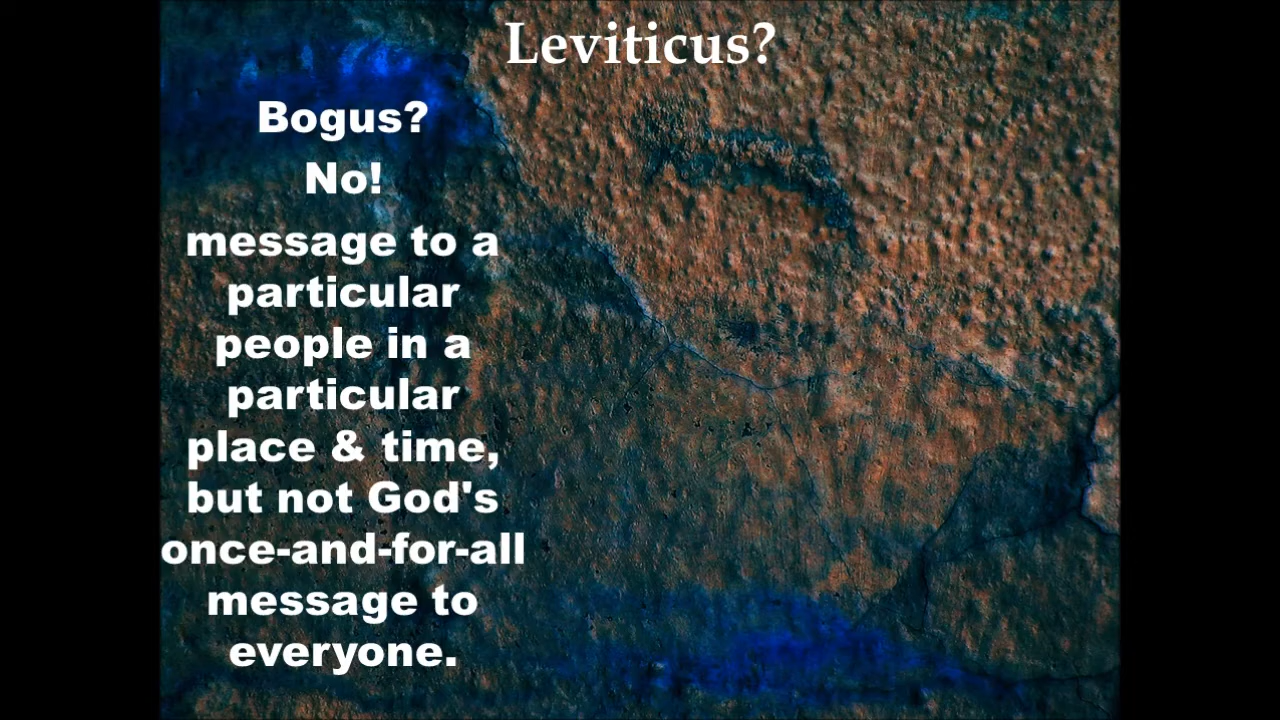 Leviticus?
Bogus?
No!
message to a
particular
people in a
particular
place & time,
but not God's
once-and-for-all
message to
everyone.